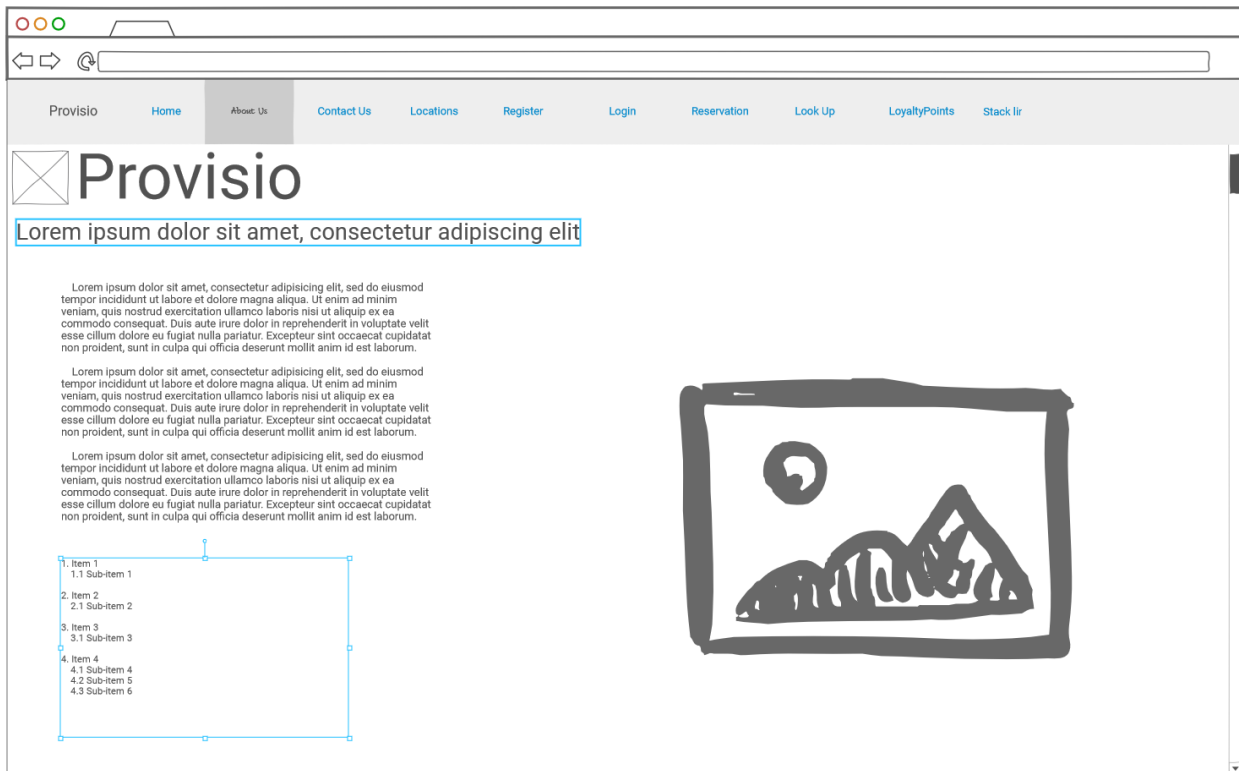 Provisio Home About Us Contact Us Locations Register Login Reservation Look Up LoyaltyPoints Stack lir
Provisio
Lorem ipsum dolor sit amet, consectetur adipiscing elit
Lorem ipsum dolor sit amet, consectetur adipisicing elit, sed do eiusmod
tempor incididunt ut labore et dolore magna aliqua. Ut enim ad minim
veniam, quis nostrud exercitation ullamco laboris nisi ut aliquip ex ea
commodo consequat. Duis aute irure dolor in reprehenderit in voluptate velit
esse cillum dolore eu fugiat nulla pariatur. Excepteur sint occaecat cupidatat
non proident, sunt in culpa qui officia deserunt mollit anim id est laborum.
Lorem ipsum dolor sit amet, consectetur adipisicing elit, sed do eiusmod
tempor incididunt ut labore et dolore magna aliqua. Ut enim ad minim
veniam, quis nostrud exercitation ullamco laboris nisi ut aliquip ex ea
commodo consequat. Duis aute irure dolor in reprehenderit in voluptate velit
esse cillum dolore eu fugiat nulla pariatur. Excepteur sint occaecat cupidatat
non proident, sunt in culpa qui officia deserunt mollit anim id est laborum.
Lorem ipsum dolor sit amet, consectetur adipisicing elit, sed do eiusmod
tempor incididunt ut labore et dolore magna aliqua. Ut enim ad minim
veniam, quis nostrud exercitation ullamco laboris nisi ut aliquip ex ea
commodo consequat. Duis aute irure dolor in reprehenderit in voluptate velit
esse cillum dolore eu fugiat nulla pariatur. Excepteur sint occaecat cupidatat
non proident, sunt in culpa qui officia deserunt mollit anim id est laborum.
1. Item 1
1.1 Sub-item 1
2. Item 2
2.1 Sub-item 2
3. Item 3
3.1 Sub-item 3
4. Item 4
4.1 Sub-item 4
4.2 Sub-item 5
4.3 Sub-item 6